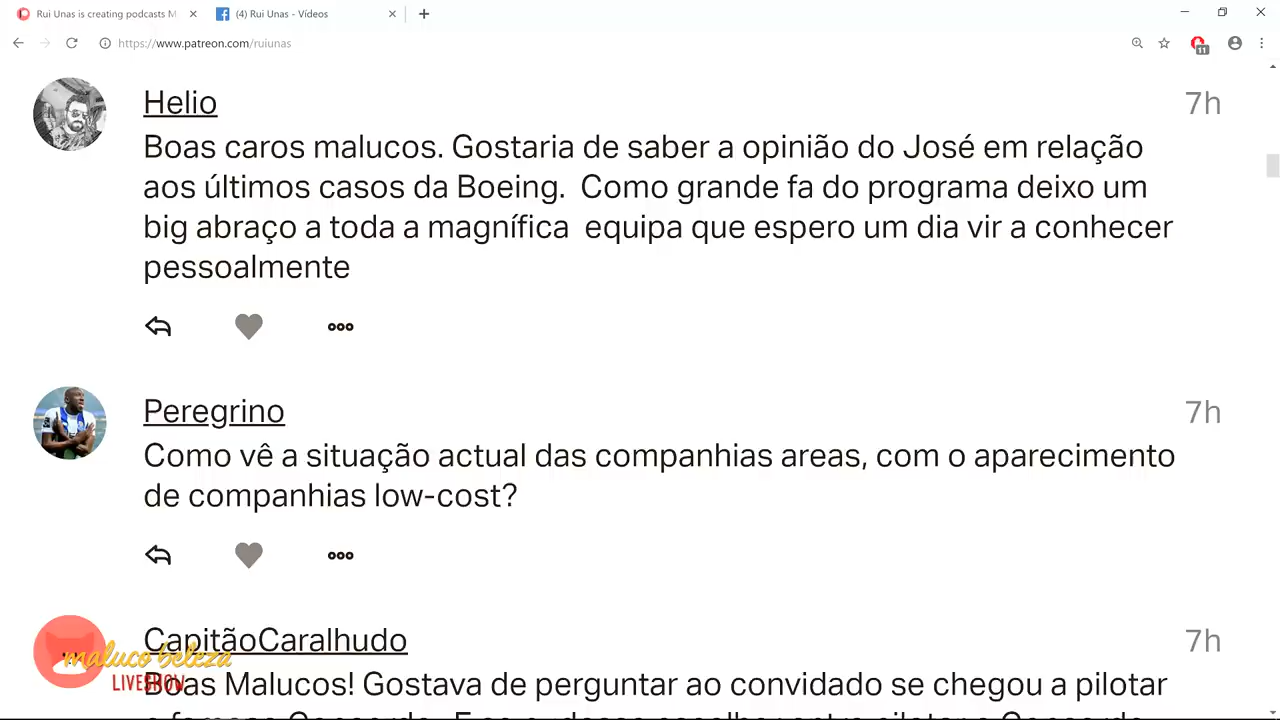 Rui Unas is creating podcasts M
(4) Rui Unas - Vídeos
https://www.patreon.com/ruiunas
11
Helio
7h
Boas caros malucos. Gostaria de saber a opinião do José em relação
aos últimos casos da Boeing.  Como grande fa do programa deixo um
big abraço a toda a magnífica  equipa que espero um dia vir a conhecer
pessoalmente
Peregrino
7h
Como vê a situação actual das companhias areas, com o aparecimento
de companhias low-cost?
CapitãoCaralhudo
7h
maluco beleza
LIVESHOW
Boas Malucos! Gostava de perguntar ao convidado se chegou a pilotar